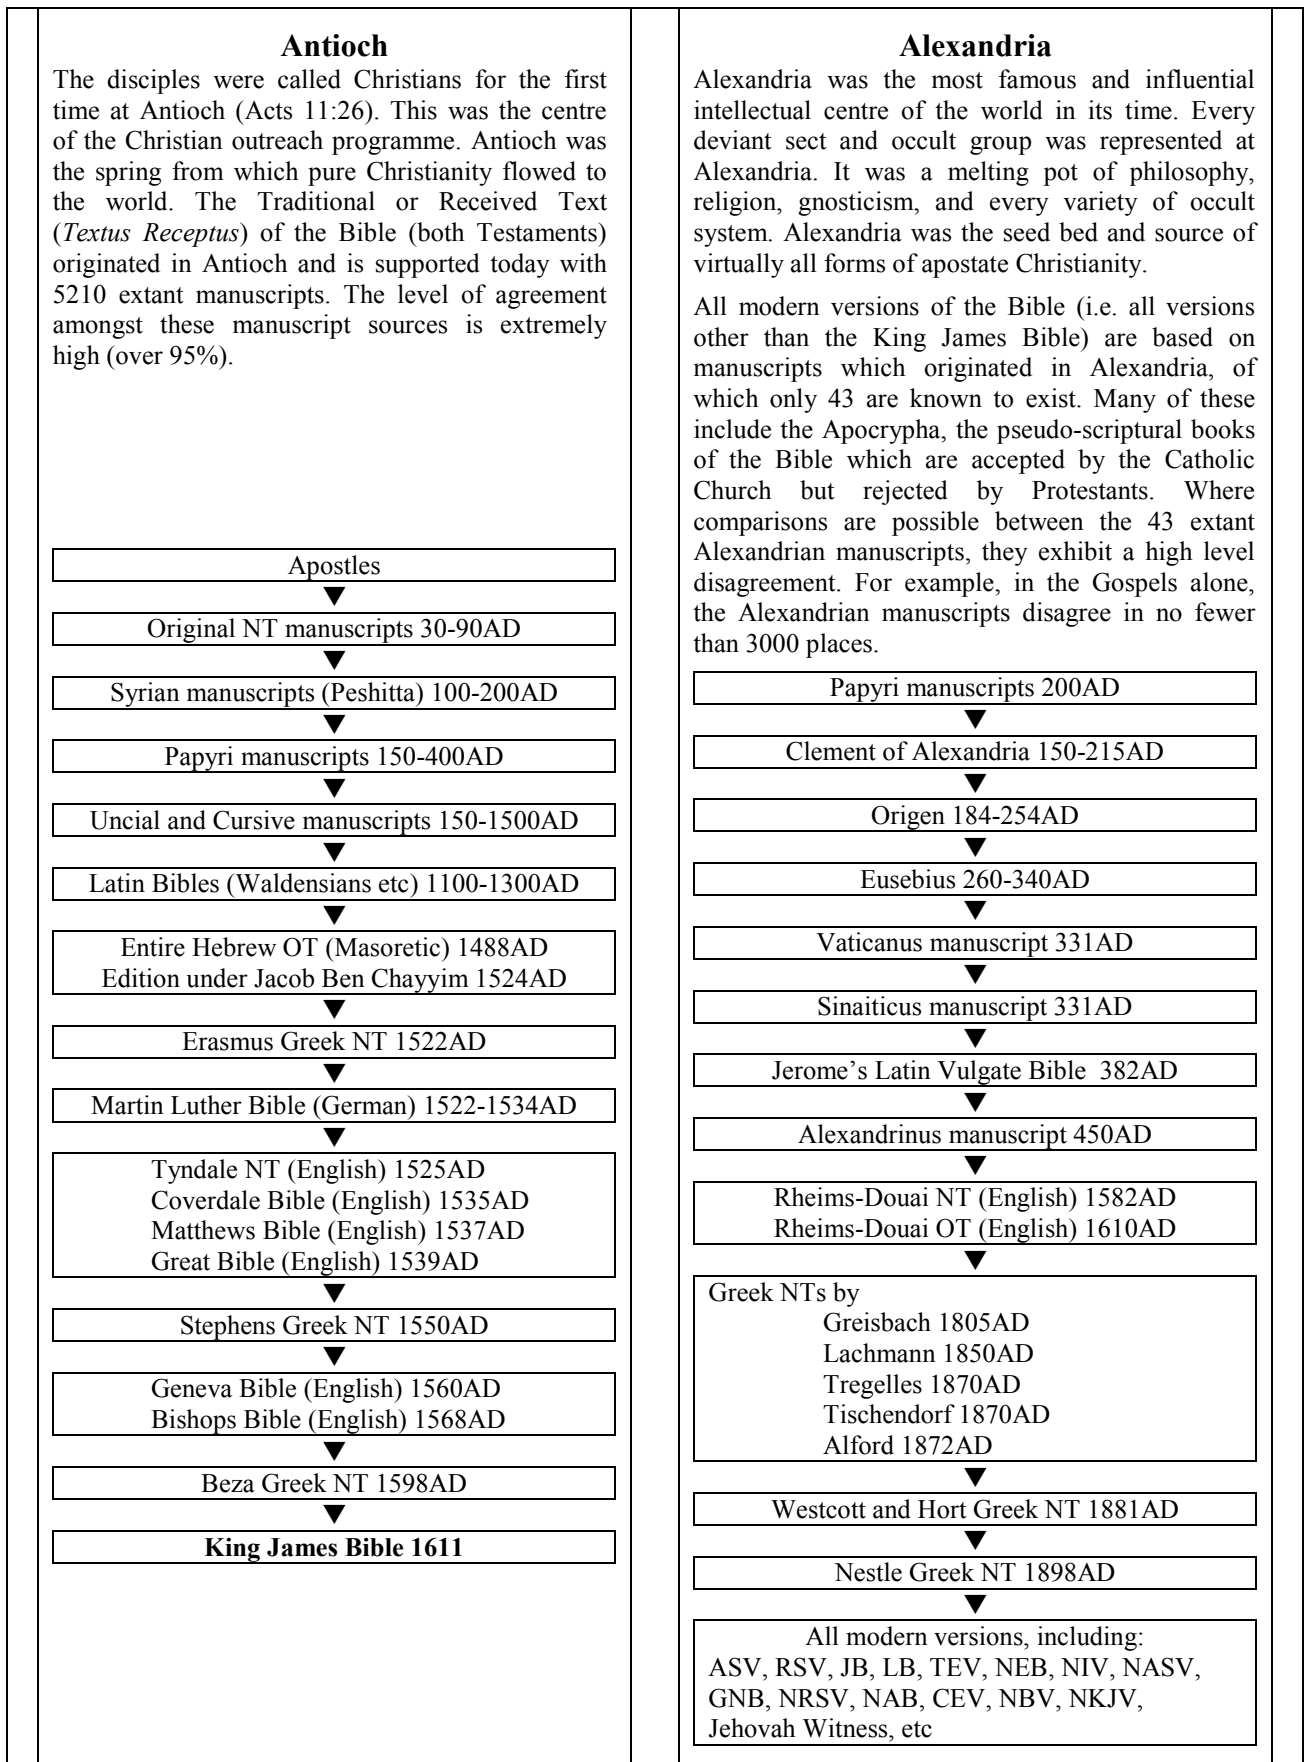 Antioch
The disciples were called Christians for the first
time at Antioch (Acts 11:26). This was the centre
of the Christian outreach programme. Antioch was
the spring from which pure Christianity flowed to
the world. The Traditional or Received Text
(Textus Receptus) of the Bible (both Testaments)
originated in Antioch and is supported today with
5210 extant manuscripts. The level of agreement
amongst these manuscript sources is extremely
high (over 95%).
Apostles
Original NT manuscripts 30-90AD
Syrian manuscripts (Peshitta) 100-200AD
Papyri manuscripts 150-400AD
Uncial and Cursive manuscripts 150-1500AD
Latin Bibles (Waldensians etc) 1100-1300AD
Entire Hebrew OT (Masoretic) 1488AD
Edition under Jacob Ben Chayyim 1524AD
Erasmus Greek NT 1522AD
Martin Luther Bible (German) 1522-1534AD
Tyndale NT (English) 1525AD
Coverdale Bible (English) 1535AD
Matthews Bible (English) 1537AD
Great Bible (English) 1539AD
Stephens Greek NT 1550AD
Geneva Bible (English) 1560AD
Bishops Bible (English) 1568AD
Beza Greek NT 1598AD
King James Bible 1611
Alexandria
Alexandria was the most famous and influential
intellectual centre of the world in its time. Every
deviant sect and occult group was represented at
Alexandria. It was a melting pot of philosophy,
religion, gnosticism, and every variety of occult
system. Alexandria was the seed bed and source of
virtually all forms of apostate Christianity.
All modern versions of the Bible (i.e. all versions
other than the King James Bible) are based on
manuscripts which originated in Alexandria, of
which only 43 are known to exist. Many of these
include the Apocrypha, the pseudo-scriptural books
of the Bible which are accepted by the Catholic
Church but rejected by Protestants. Where
comparisons are possible between the 43 extant
Alexandrian manuscripts, they exhibit a high level
disagreement. For example, in the Gospels alone,
the Alexandrian manuscripts disagree in no fewer
than 3000 places.
Papyri manuscripts 200AD
Clement of Alexandria 150-215AD
Origen 184-254AD
Eusebius 260-340AD
Vaticanus manuscript 331AD
Sinaiticus manuscript 331AD
Jerome's Latin Vulgate Bible 382AD
Alexandrinus manuscript 450AD
Rheims-Douai NT (English) 1582AD
Rheims-Douai OT (English) 1610AD
Greek NTs by
Greisbach 1805AD
Lachmann 1850AD
Tregelles 1870AD
Tischendorf 1870AD
Alford 1872AD
Westcott and Hort Greek NT 1881AD
Nestle Greek NT 1898AD
All modern versions, including:
ASV, RSV, JB, LB, TEV, NEB, NIV, NASV,
GNB, NRSV, NAB, CEV, NBV, NKJV,
Jehovah Witness, etc